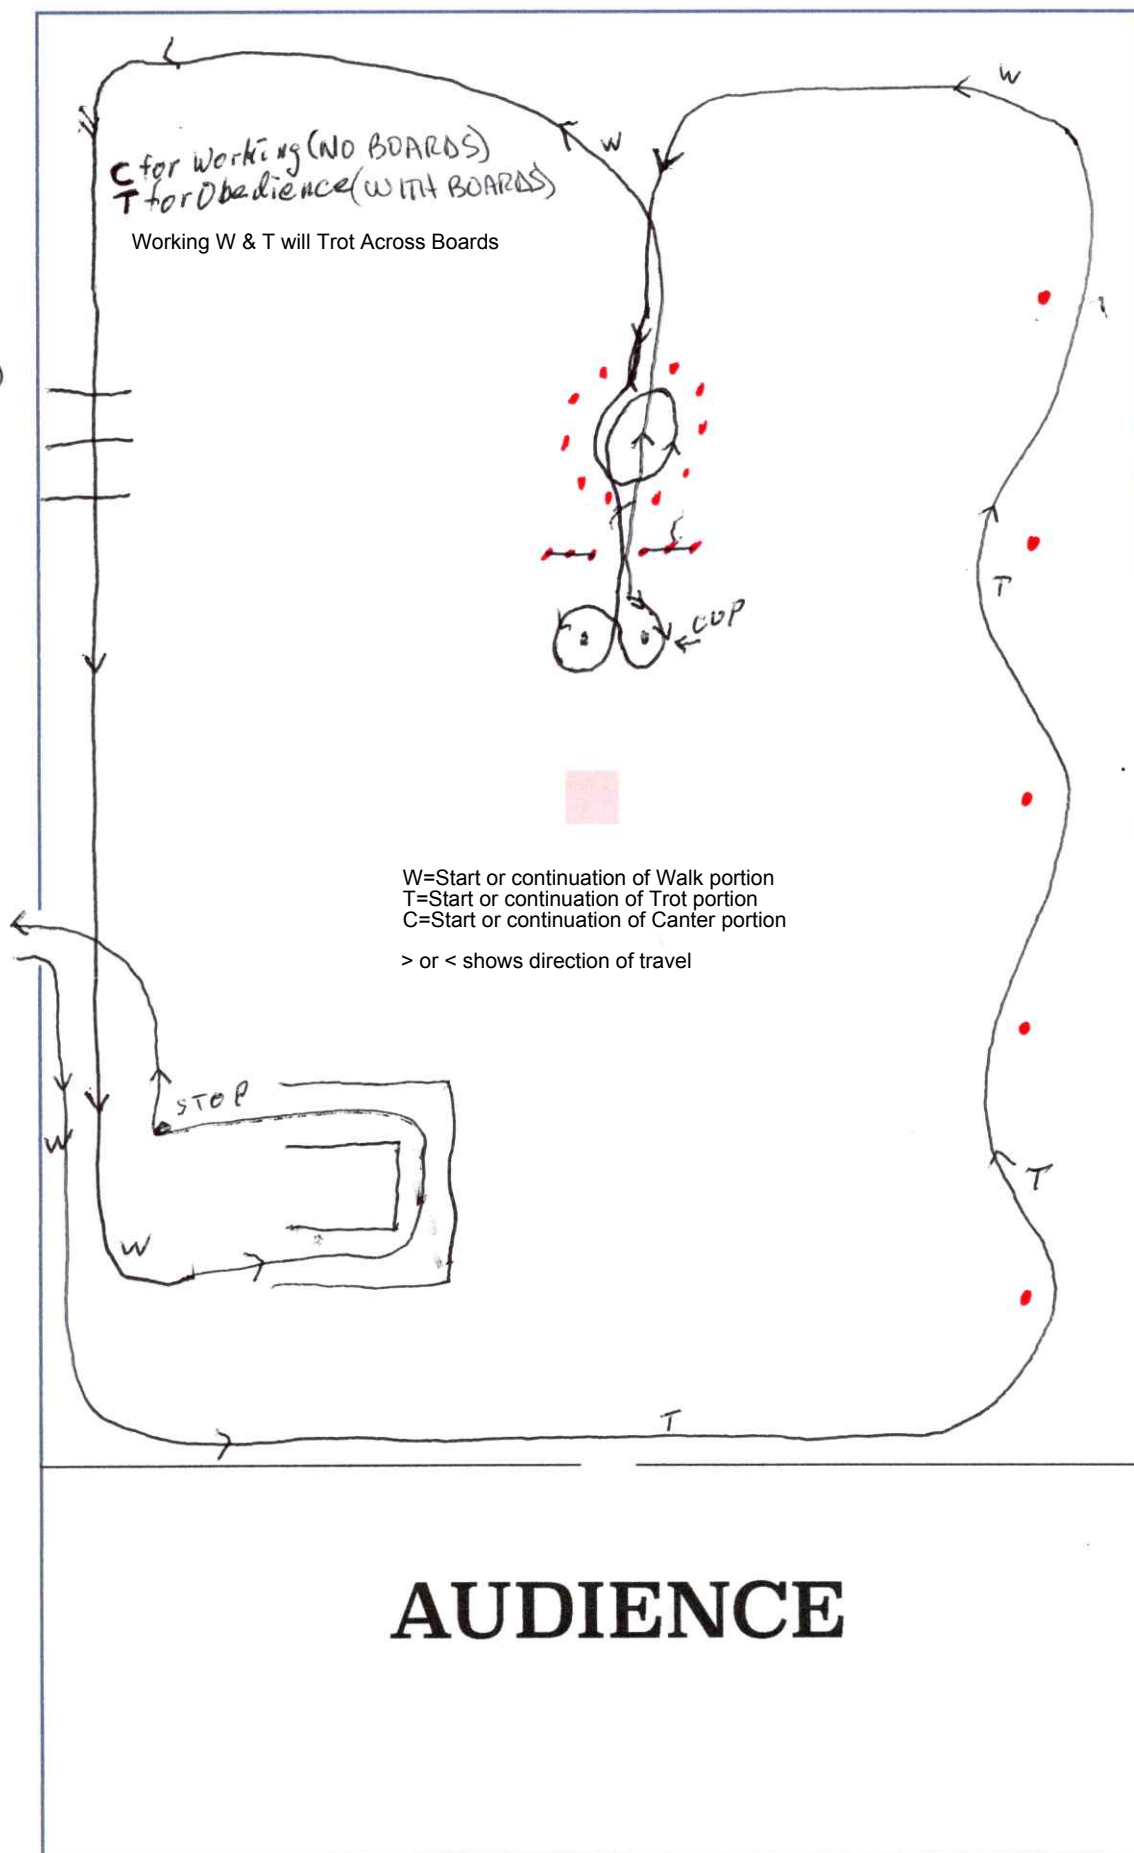 W
W
C for Working (NO BOARDS)
T for Obedience (WITH BOARDS)
Working W & T will Trot Across Boards
T
CUP
W=Start or continuation of Walk portion
T=Start or continuation of Trot portion
C=Start or continuation of Canter portion
> or < shows direction of travel
STOP
W
T
W
T
AUDIENCE